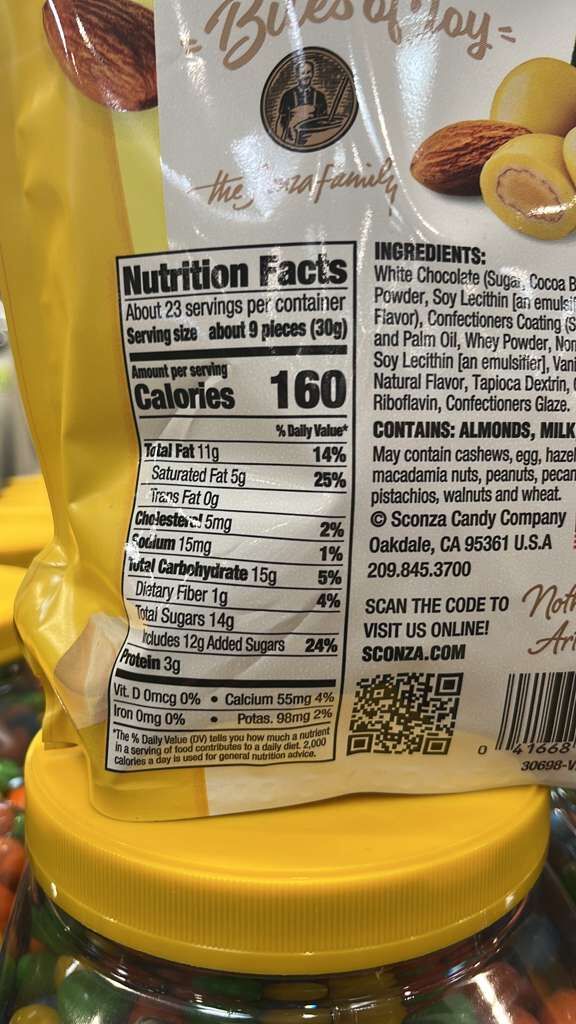 Bites of Joy
the Sconza family
Nutrition Facts
About 23 servings per container
Serving size about 9 pieces (30g)
Amount per serving
Calories 160
% Daily Value*
Total Fat 11g 14%
Saturated Fat 5g 25%
Trans Fat 0g
Cholesterol 5mg 2%
Sodium 15mg 1%
Total Carbohydrate 15g 5%
Dietary Fiber 1g 4%
Total Sugars 14g
Includes 12g Added Sugars 24%
Protein 3g
Vit. D 0mcg 0% • Calcium 55mg 4%
Iron 0mg 0% • Potas. 98mg 2%
*The % Daily Value (DV) tells you how much a nutrient
in a serving of food contributes to a daily diet. 2,000
calories a day is used for general nutrition advice.
INGREDIENTS:
White Chocolate (Sugar, Cocoa B
Powder, Soy Lecithin [an emulsif
Flavor), Confectioners Coating (S
and Palm Oil, Whey Powder, Non
Soy Lecithin [an emulsifier], Vani
Natural Flavor, Tapioca Dextrin,
Riboflavin, Confectioners Glaze.
CONTAINS: ALMONDS, MILK
May contain cashews, egg, hazel
macadamia nuts, peanuts, pecan
pistachios, walnuts and wheat.
© Sconza Candy Company
Oakdale, CA 95361 U.S.A
209.845.3700
SCAN THE CODE TO
VISIT US ONLINE!
SCONZA.COM
Noth
Art
0 41668
30698-V